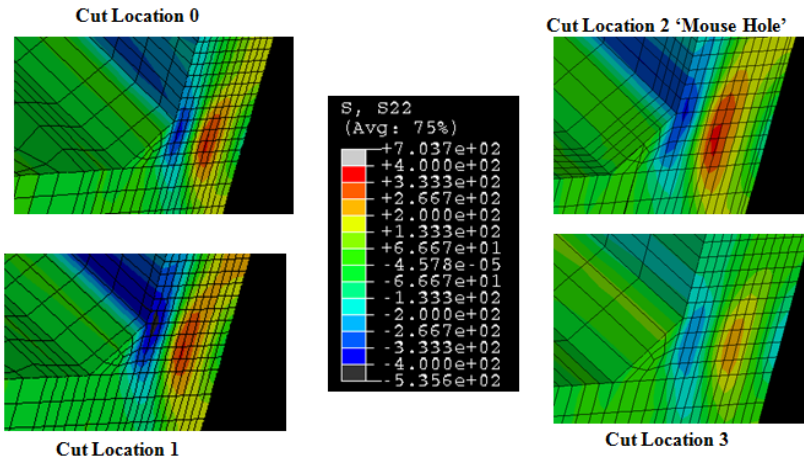 Cut Location 0
Cut Location 2 ‘Mouse Hole’
S, S22
(Avg: 75%)
+7.037e+02
+4.000e+02
+3.333e+02
+2.667e+02
+2.000e+02
+1.333e+02
+6.667e+01
-4.578e-05
-6.667e+01
-1.333e+02
-2.000e+02
-2.667e+02
-3.333e+02
-4.000e+02
-5.356e+02
Cut Location 1
Cut Location 3